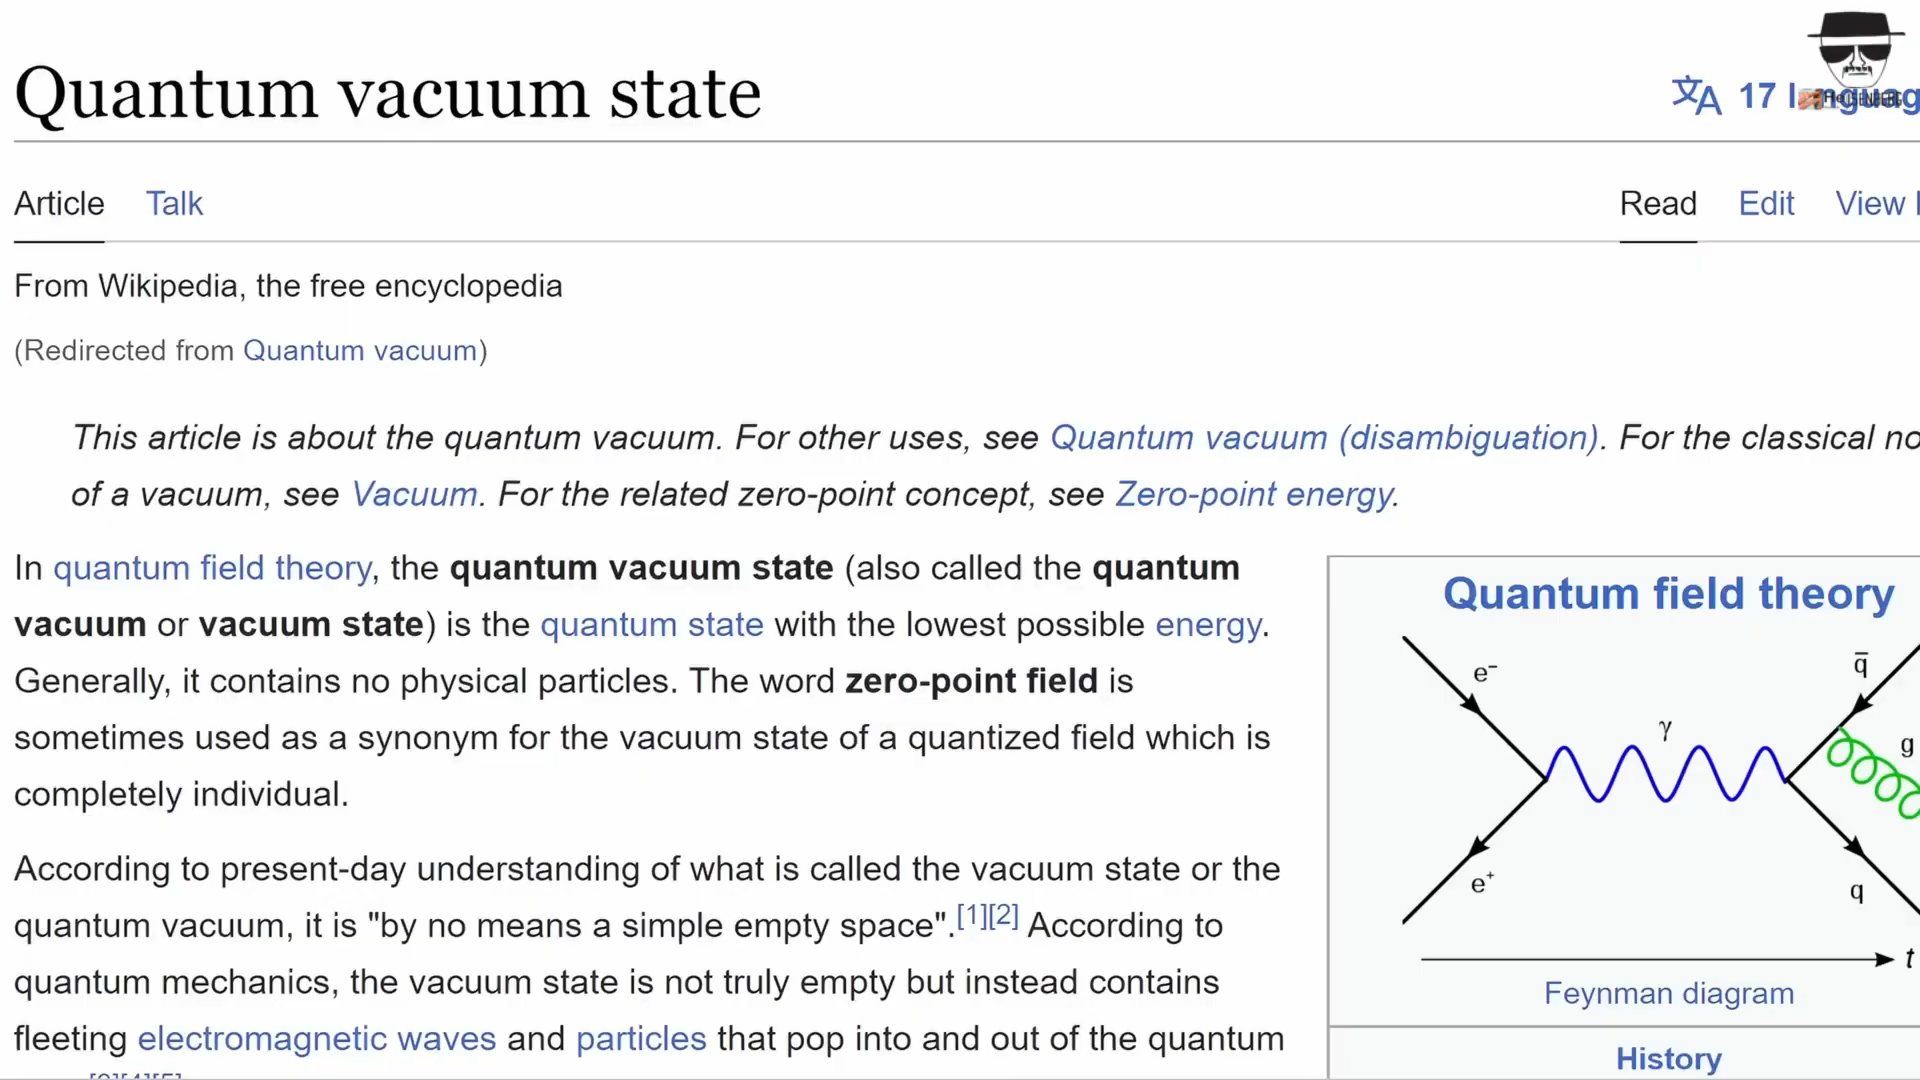 Quantum vacuum state
17 languag
HEISENBERG
Article Talk Read Edit View
From Wikipedia, the free encyclopedia
(Redirected from Quantum vacuum)
This article is about the quantum vacuum. For other uses, see Quantum vacuum (disambiguation). For the classical no
of a vacuum, see Vacuum. For the related zero-point concept, see Zero-point energy.
In quantum field theory, the quantum vacuum state (also called the quantum
vacuum or vacuum state) is the quantum state with the lowest possible energy.
Generally, it contains no physical particles. The word zero-point field is
sometimes used as a synonym for the vacuum state of a quantized field which is
completely individual.
According to present-day understanding of what is called the vacuum state or the
quantum vacuum, it is "by no means a simple empty space".[1][2] According to
quantum mechanics, the vacuum state is not truly empty but instead contains
fleeting electromagnetic waves and particles that pop into and out of the quantum
Quantum field theory
e⁻
q̄
γ
g
e⁺
q
t
Feynman diagram
History